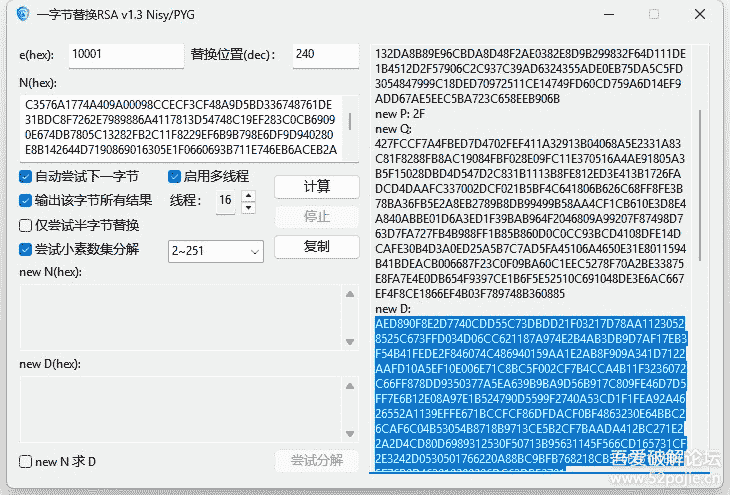 一字节替换RSA v1.3 Nisy/PYG
e(hex):
10001
替换位置(dec):
240
N(hex):
C3576A1774A409A00098CCECF3CF48A9D5BD336748761DE
31BDC8F7262E7989886A4117813D54748C19EF283C0CB6909
0E674DB7805C13282FB2C11F8229EF6B9B798E6DF9D940280
E8B142644D7190869016305E1F0660693B711E746EB6ACEB2A
自动尝试下一字节
启用多线程
输出该字节所有结果
线程:
16
仅尝试半字节替换
尝试小素数集分解
2~251
计算
停止
复制
new N(hex):
new D(hex):
new N 求 D
尝试分解
132DA8B89E96CBDA8D48F2AE0382E8D9B299832F64D111DE
1B4512D2F57906C2C937C39AD6324355ADE0EB75DA5C5FD
3054847999C18DED70972511CE14749FD60CD759A6D14EF9
ADD67AE5EEC5BA723C658EEB906B
new P: 2F
new Q:
427FCCF7A4FBED7D4702FEF411A32913B04068A5E2331A83
C81F8288FB8AC19084FBF028E09FC11E370516A4AE91805A3
B5F15028DBD4D547D2C831B1113B8FE812ED3E413B1726FA
DCD4DAAFC337002DCF021B5BF4C641806B626C68FF8FE3B
78BA36FB5E2A8EB2789B8DB99499B58AA4CF1CB610E3D8E4
A840ABBE01D6A3ED1F39BAB964F2046809A99207F87498D7
63D7FA727FB4B988FF1B85B860D0C0CC93BCD4108DFE14D
CAFE30B4D3A0ED25A5B7C7AD5FA45106A4650E31E8011594
B41BDEACB006687F23C0F09BA60C1EEC5278F70A2BE33875
E8FA7E4E0DB654F9397CE1B6F5E52510C691048DE3E6AC667
EF4F8CE1866EF4B03F789748B360885
new D:
AED890F8E2D7740CDD55C73DBDD21F03217D78AA1123052
8525C673FFD034D06CC621187A974E2B4AB3DB9D7AF17EB3
F54B41FEDE2F846074C486940159AA1E2AB8F909A341D7122
AAFD10A5EF10E006E71C8BC5F002CF7B4CCA4B11F3236072
C66FF878DD9350377A5EA639B9BA9D56B917C809FE46D7D5
FF7E6B12E08A97E1B524790D5599F2740A53CD1F1FEA92A46
26552A1139EFFE671BCCFCF86DFDACF0BF4863230E64BBC2
6CAF6C04B53054B8718B9713CE5B2CF7BAADA412BC271E2
A2D4CD80D6989312530F50713B95631145F566CD165731CF
2E3242D0530501766220A88BC9BFB768218CB
吾爱破解论坛
www.52pojie.cn